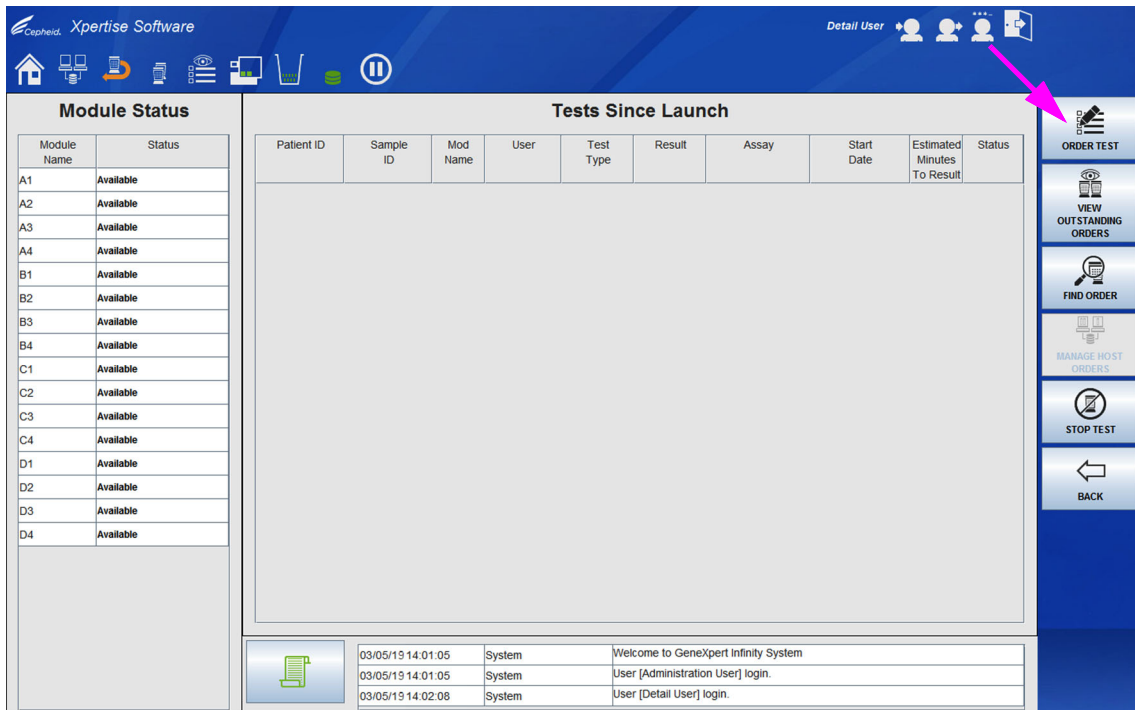 Cepheid. Xpertise Software
Detail User
Module Status
Module Name
Status
A1 Available
A2 Available
A3 Available
A4 Available
B1 Available
B2 Available
B3 Available
B4 Available
C1 Available
C2 Available
C3 Available
C4 Available
D1 Available
D2 Available
D3 Available
D4 Available
Tests Since Launch
Patient ID
Sample ID
Mod Name
User
Test Type
Result
Assay
Start Date
Estimated Minutes To Result
Status
03/05/19 14:01:05 System Welcome to GeneXpert Infinity System
03/05/19 14:01:05 System User [Administration User] login.
03/05/19 14:02:08 System User [Detail User] login.
ORDER TEST
VIEW
OUTSTANDING
ORDERS
FIND ORDER
MANAGE HOST
ORDERS
STOP TEST
BACK